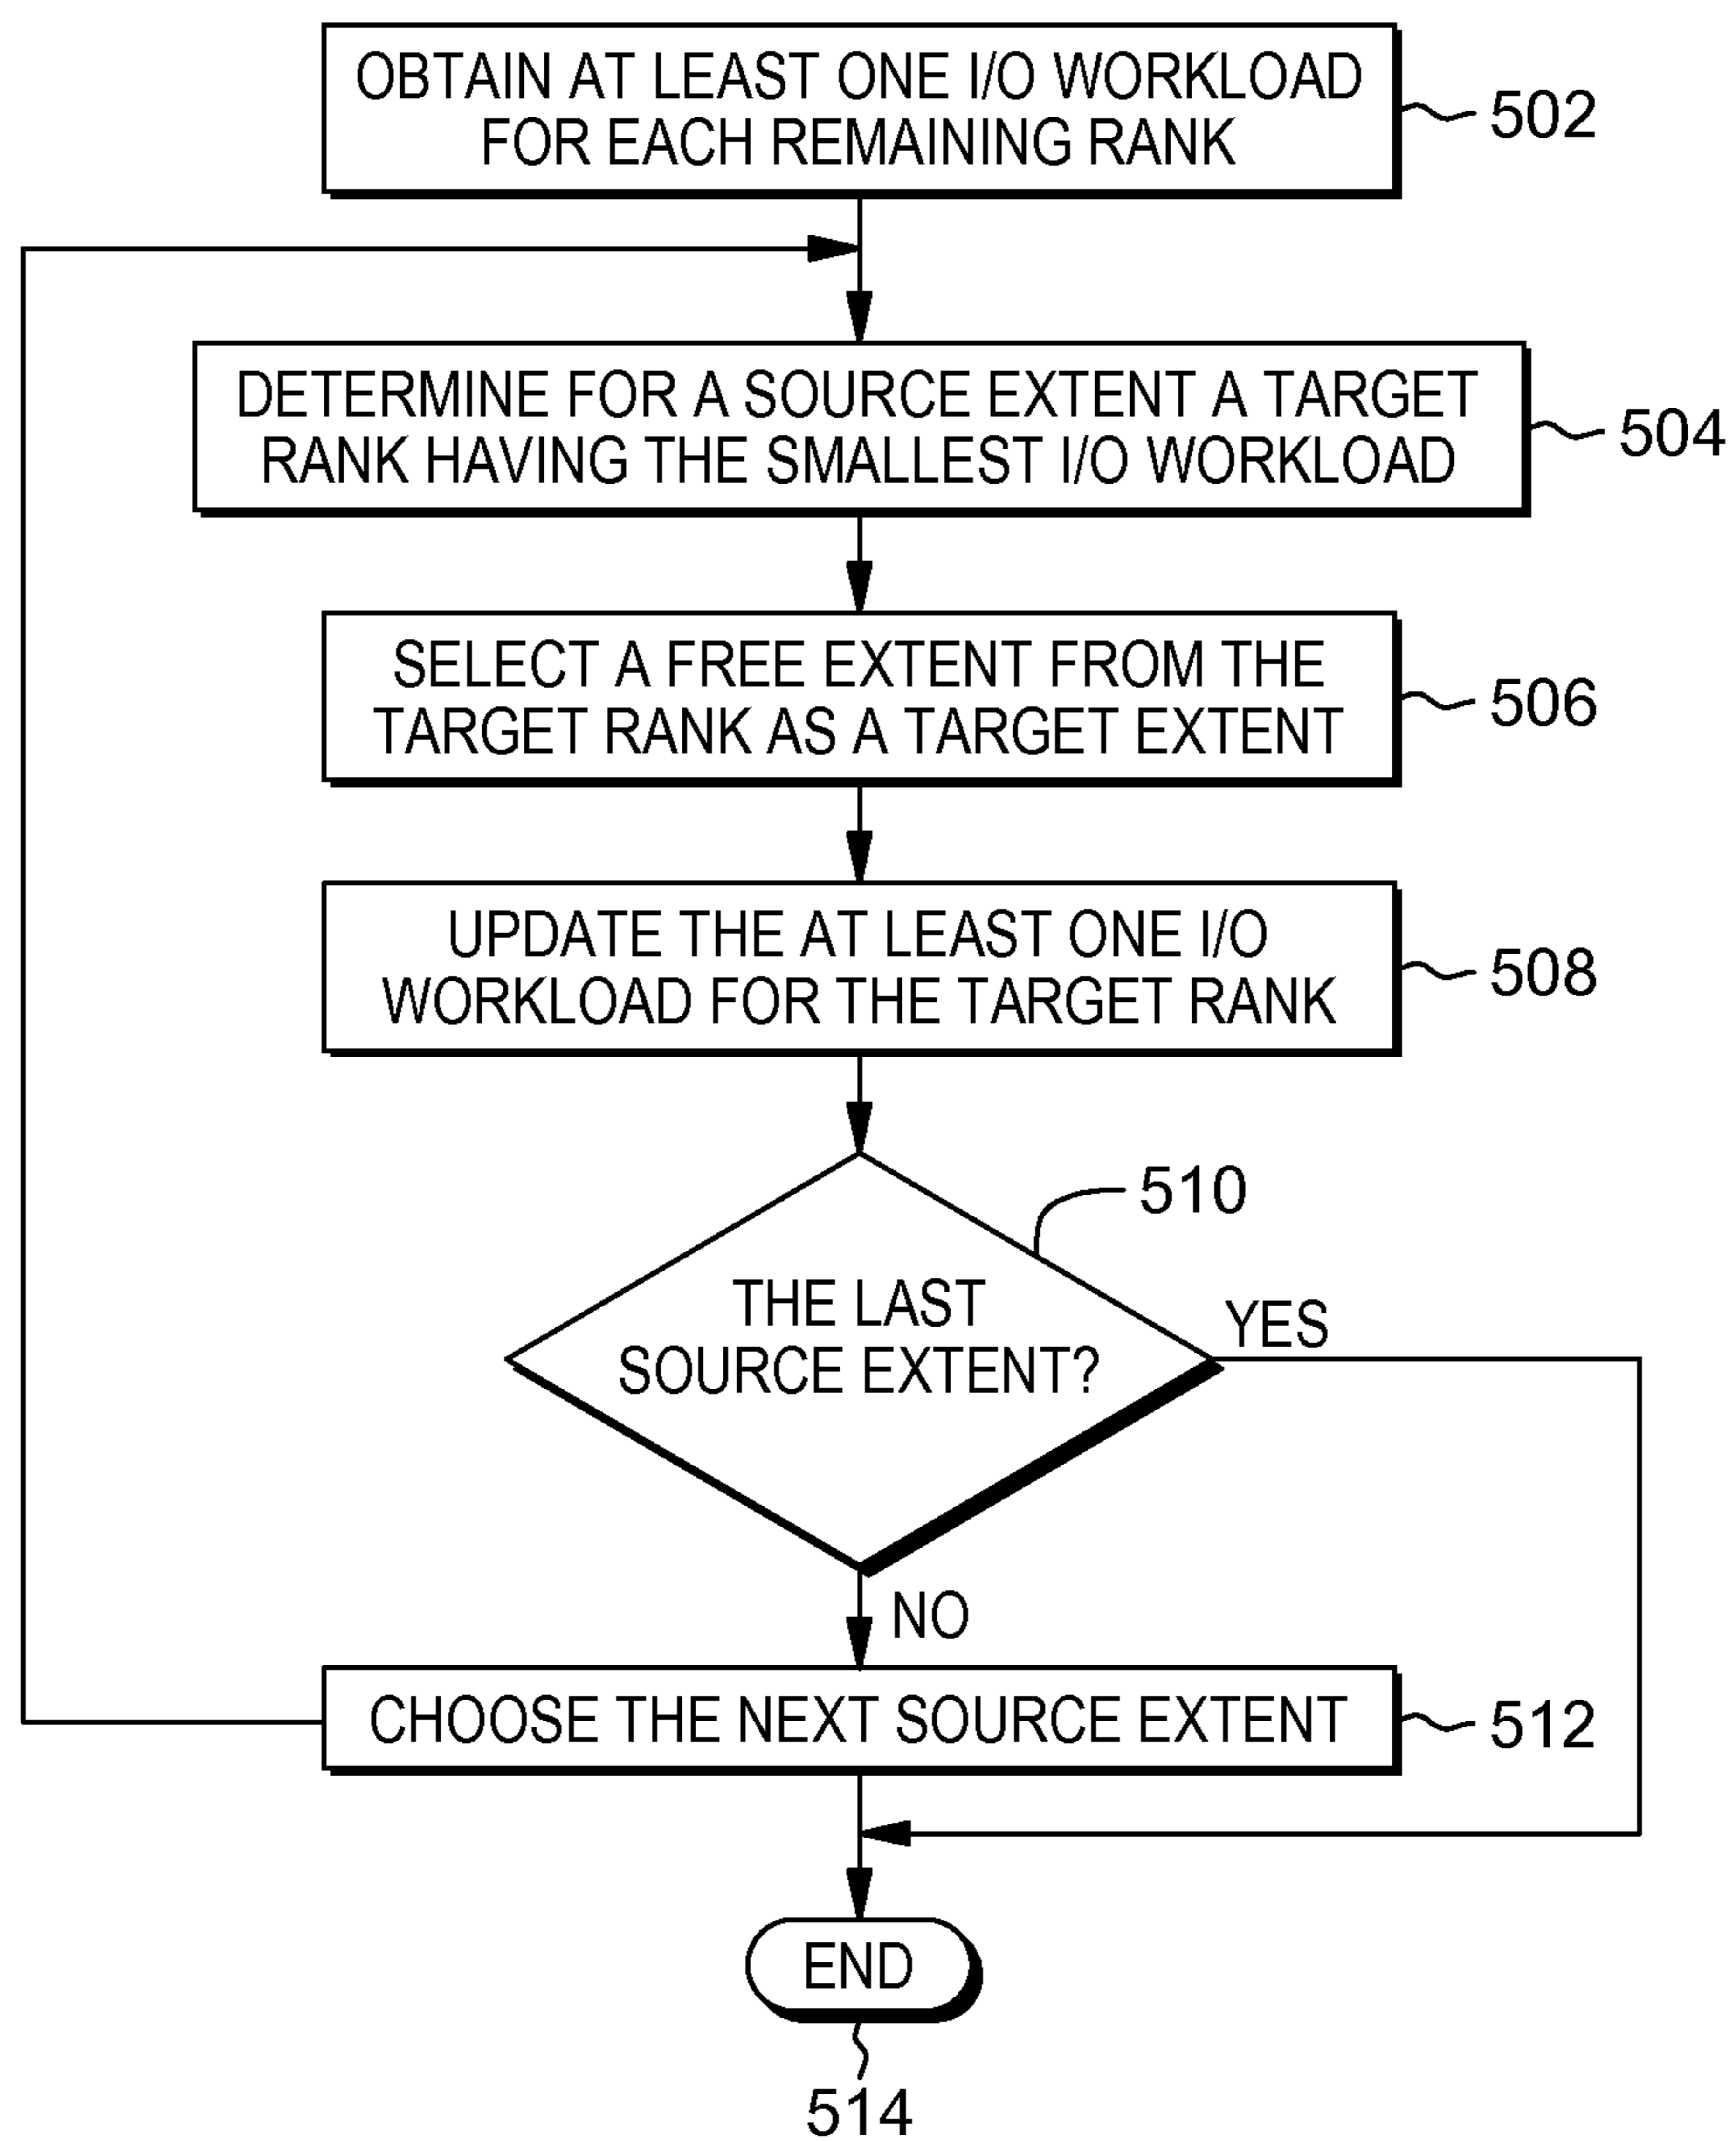 OBTAIN AT LEAST ONE I/O WORKLOAD
FOR EACH REMAINING RANK
502
DETERMINE FOR A SOURCE EXTENT A TARGET
RANK HAVING THE SMALLEST I/O WORKLOAD
504
SELECT A FREE EXTENT FROM THE
TARGET RANK AS A TARGET EXTENT
506
UPDATE THE AT LEAST ONE I/O
WORKLOAD FOR THE TARGET RANK
508
510
THE LAST
SOURCE EXTENT?
YES
NO
CHOOSE THE NEXT SOURCE EXTENT
512
END
514